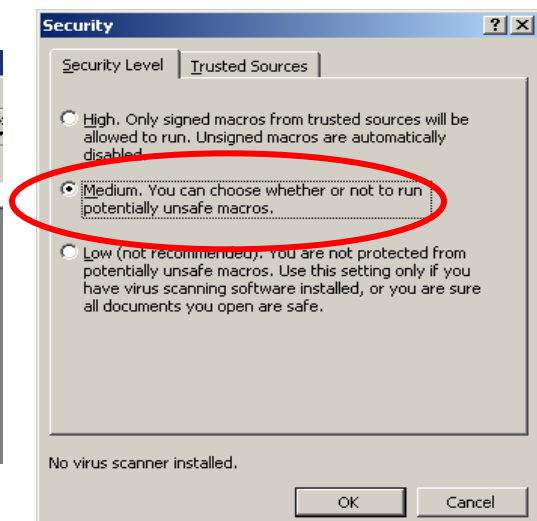 Security
Security Level
Trusted Sources
High. Only signed macros from trusted sources will be
allowed to run. Unsigned macros are automatically
disabled.
Medium. You can choose whether or not to run
potentially unsafe macros.
Low (not recommended). You are not protected from
potentially unsafe macros. Use this setting only if you
have virus scanning software installed, or you are sure
all documents you open are safe.
No virus scanner installed.
OK
Cancel